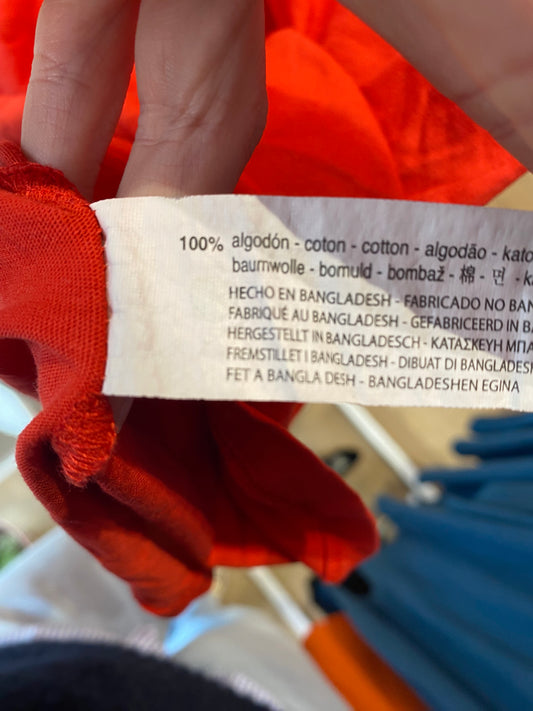 100% algodón - coton - cotton - algodão -
baumwolle - bomuld - bombaž - 棉 - 면 -
HECHO EN BANGLADESH - FABRICADO NO
FABRIQUÉ AU BANGLADESH - GEFABRICEERD IN
HERGESTELLT IN BANGLADESCH - ΚΑΤΑΣΚΕΥΗ
FREMSTILLET I BANGLADESH - DIBUAT DI BANGLADESH
FET A BANGLA DESH - BANGLADESHEN EGINA